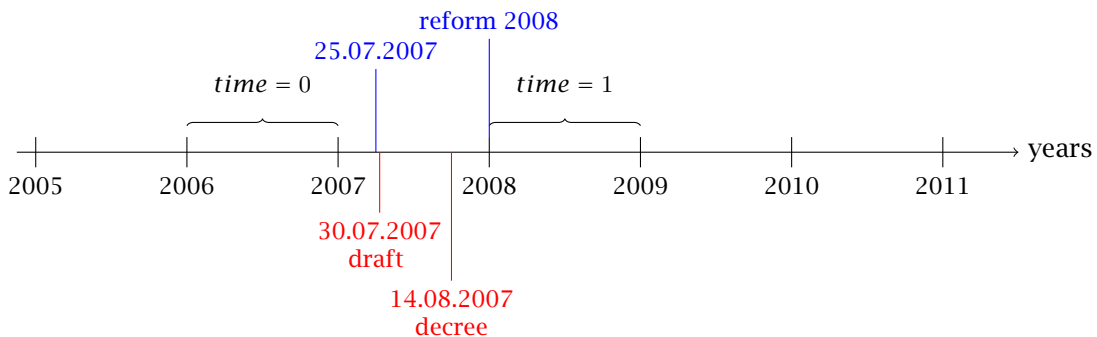 reform 2008
25.07.2007
time = 0
time = 1
years
2005
2006
2007
2008
2009
2010
2011
30.07.2007
draft
14.08.2007
decree